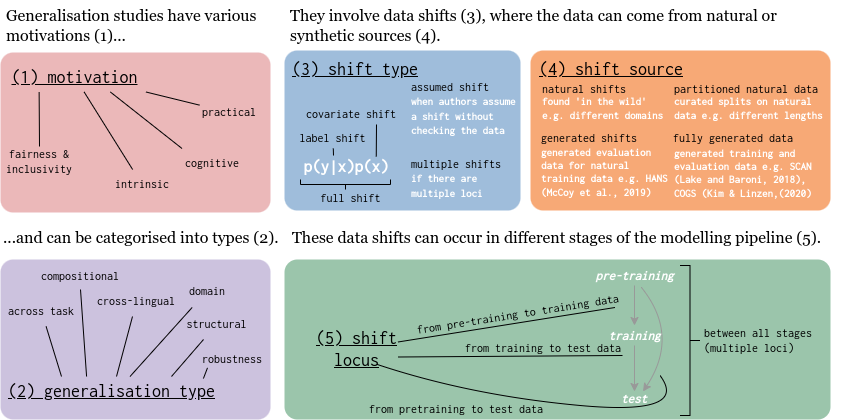 Generalisation studies have various
motivations (1)...
They involve data shifts (3), where the data can come from natural or
synthetic sources (4).
(1) motivation
practical
cognitive
intrinsic
fairness &
inclusivity
(3) shift type
assumed shift
when authors assume
a shift without
checking the data
covariate shift
label shift
p(y|x)p(x)
full shift
multiple shifts
if there are
multiple loci
(4) shift source
natural shifts
found 'in the wild'
e.g. different domains
partitioned natural data
curated splits on natural
data e.g. different lengths
generated shifts
generated evaluation
data for natural
training data e.g. HANS
(McCoy et al., 2019)
fully generated data
generated training and
evaluation data e.g. SCAN
(Lake and Baroni, 2018),
COGS (Kim & Linzen,(2020)
...and can be categorised into types (2).
These data shifts can occur in different stages of the modelling pipeline (5).
compositional
across task
cross-lingual
domain
structural
robustness
(2) generalisation type
(5) shift
locus
from pre-training to training data
from training to test data
from pretraining to test data
pre-training
training
test
between all stages
(multiple loci)